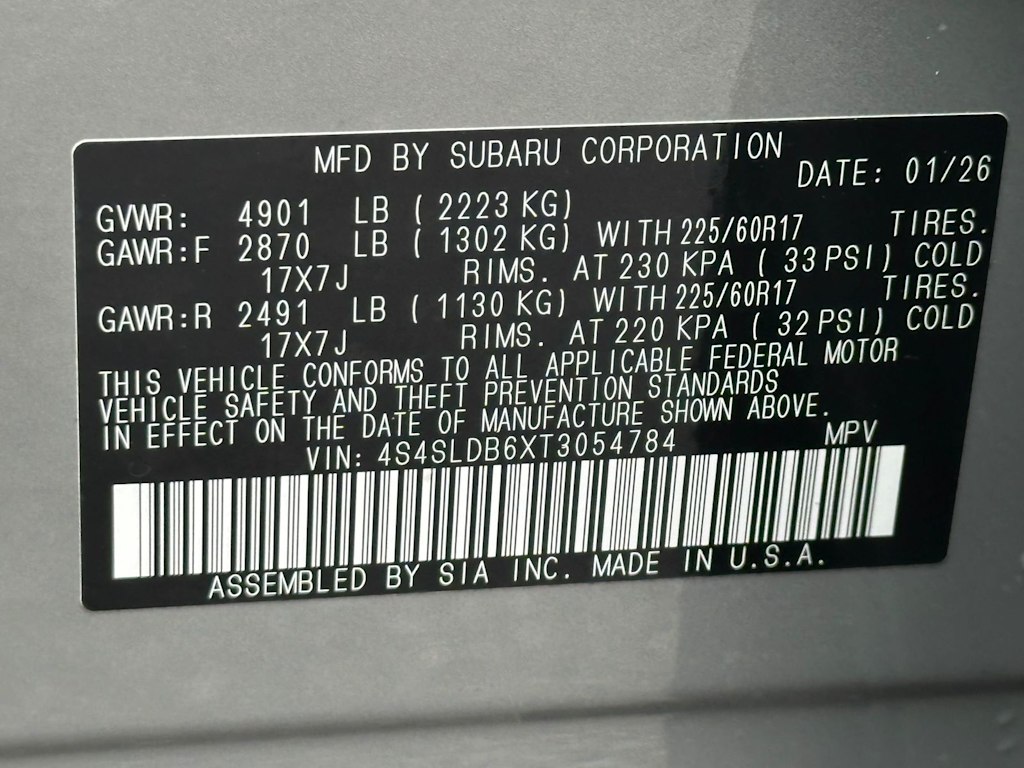 MFD BY SUBARU CORPORATION
DATE: 01/26
GVWR: 4901 LB ( 2223 KG)
GAWR:F 2870 LB ( 1302 KG) WITH 225/60R17 TIRES.
17X7J RIMS. AT 230 KPA ( 33 PSI) COLD
GAWR:R 2491 LB ( 1130 KG) WITH 225/60R17 TIRES.
17X7J RIMS. AT 220 KPA ( 32 PSI) COLD
THIS VEHICLE CONFORMS TO ALL APPLICABLE FEDERAL MOTOR
VEHICLE SAFETY AND THEFT PREVENTION STANDARDS
IN EFFECT ON THE DATE OF MANUFACTURE SHOWN ABOVE.
VIN: 4S4SLDB6XT3054784 MPV
ASSEMBLED BY SIA INC. MADE IN U.S.A.